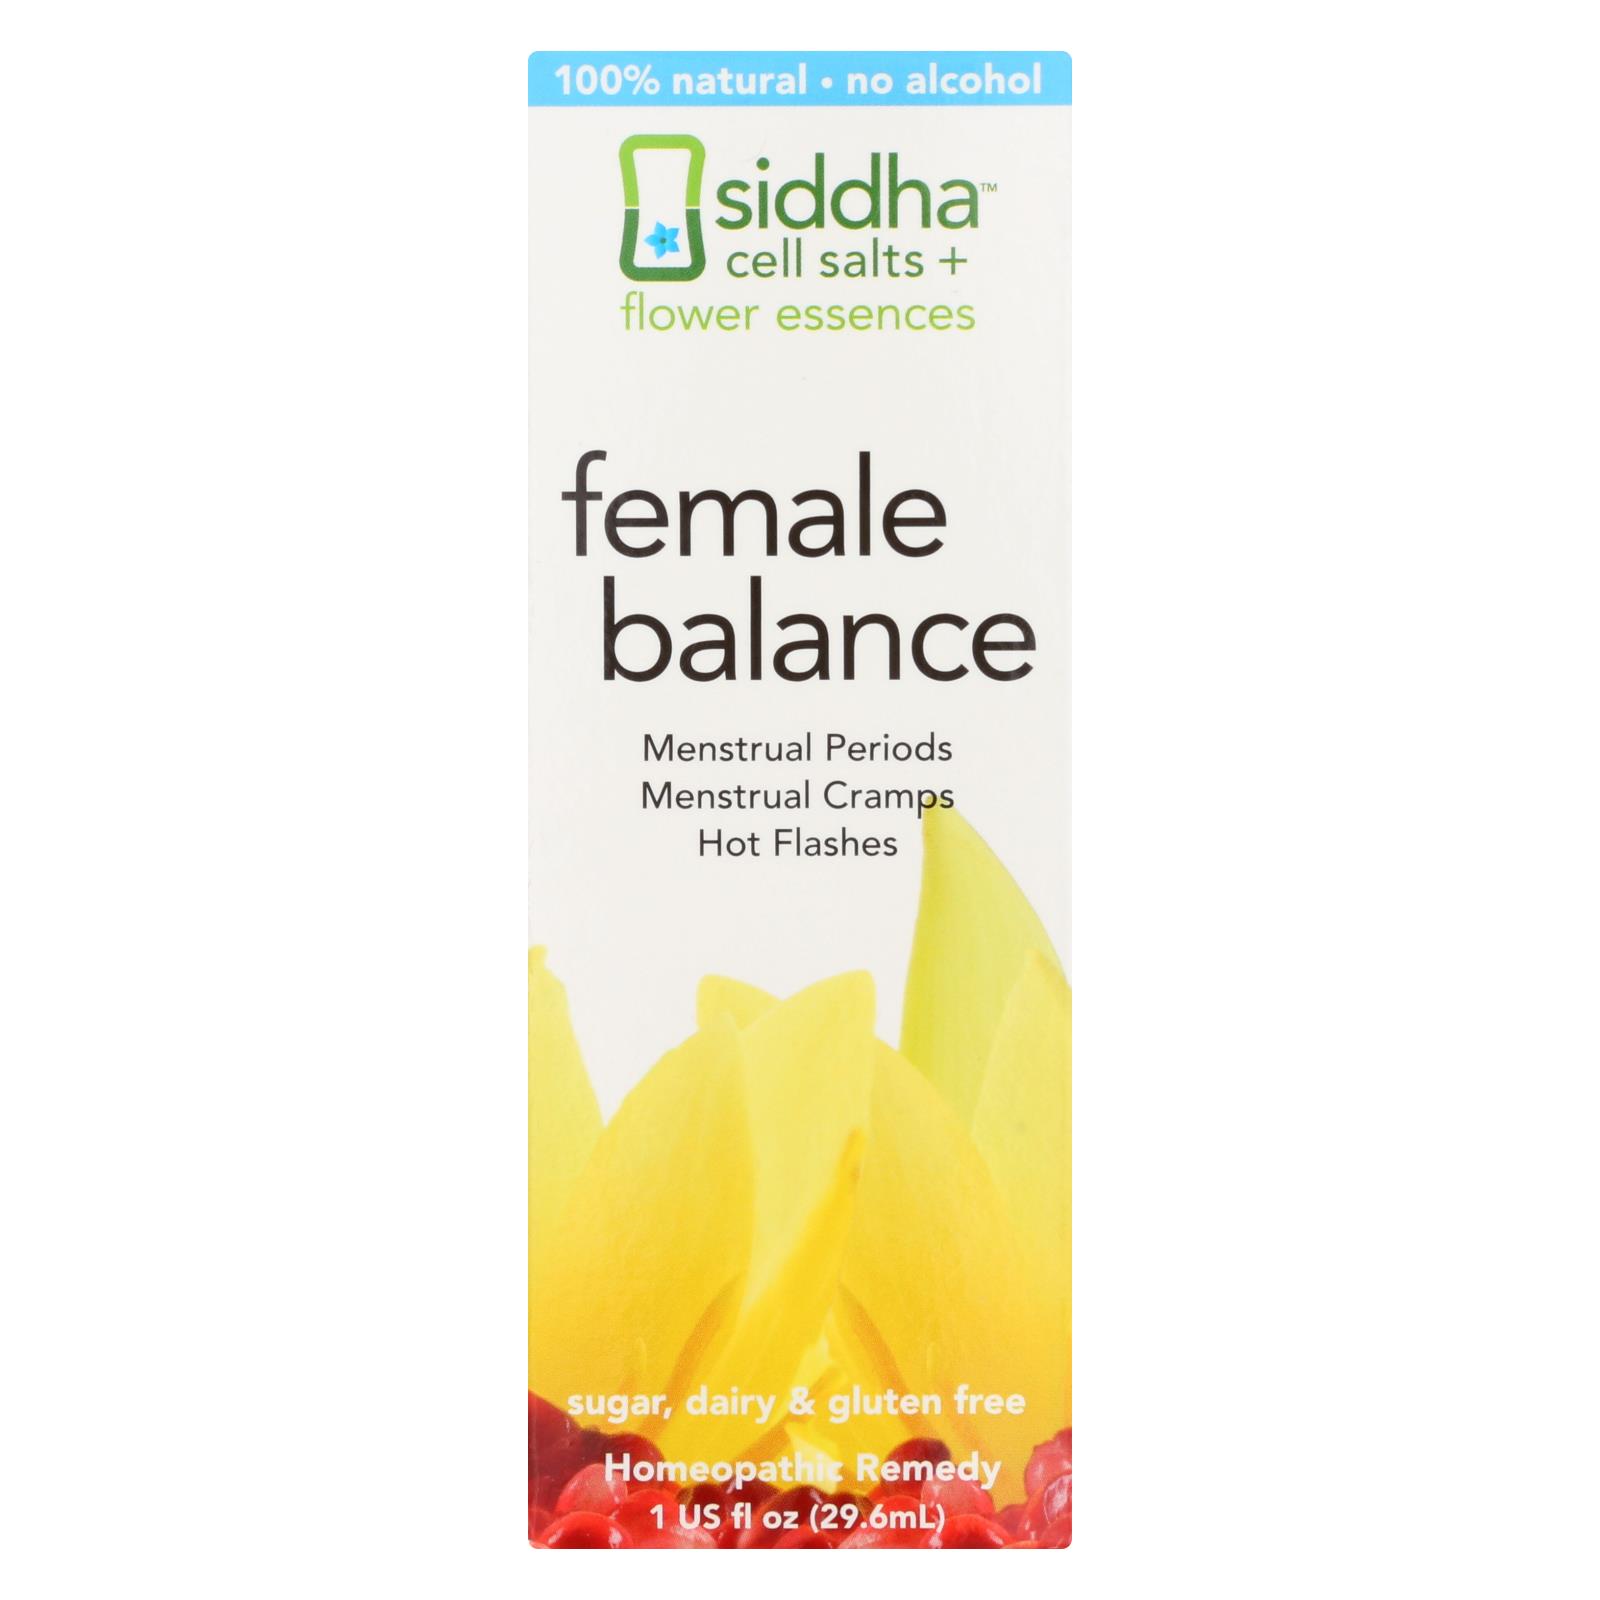 100% natural • no alcohol
siddha™
cell salts +
flower essences
female
balance
Menstrual Periods
Menstrual Cramps
Hot Flashes
sugar, dairy & gluten free
Homeopathic Remedy
1 US fl oz (29.6mL)